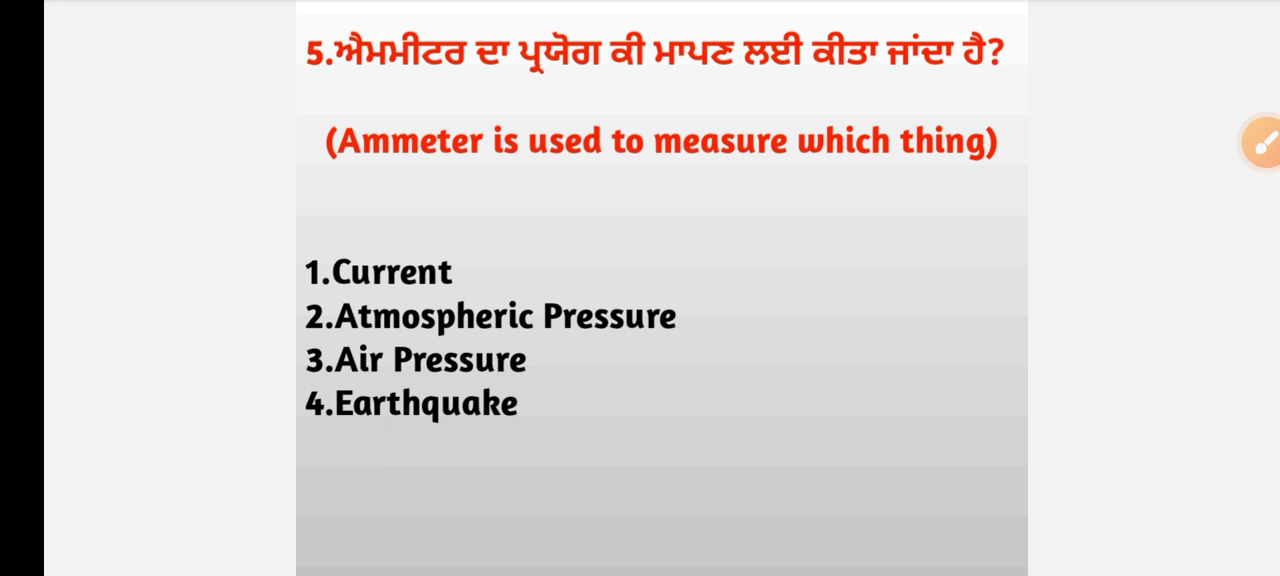 5.ਐਮਮੀਟਰ ਦਾ ਪ੍ਰਯੋਗ ਕੀ ਮਾਪਣ ਲਈ ਕੀਤਾ ਜਾਂਦਾ ਹੈ?
(Ammeter is used to measure which thing)
1.Current
2.Atmospheric Pressure
3.Air Pressure
4.Earthquake